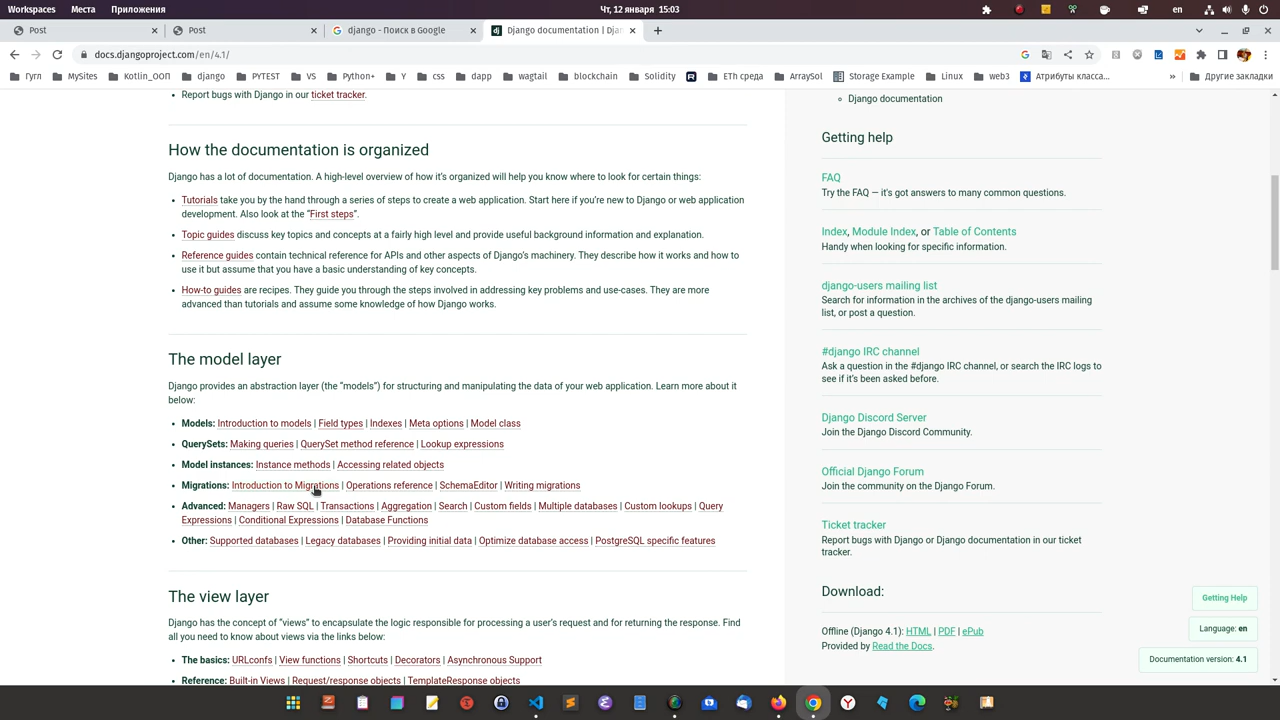 Workspaces Места Приложения Чт, 12 января 15:03 en
Post Post django - Поиск в Google Django documentation | Djan
docs.djangoproject.com/en/4.1/
Гугл MySites Kotlin_ООП django PYTEST VS Python+ Y css dapp wagtail blockchain Solidity ETh среда ArraySol Storage Example Linux web3 Атрибуты класса... » Другие закладки
Report bugs with Django in our ticket tracker.
How the documentation is organized
Django has a lot of documentation. A high-level overview of how it’s organized will help you know where to look for certain things:
Tutorials take you by the hand through a series of steps to create a web application. Start here if you’re new to Django or web application
development. Also look at the “First steps”.
Topic guides discuss key topics and concepts at a fairly high level and provide useful background information and explanation.
Reference guides contain technical reference for APIs and other aspects of Django’s machinery. They describe how it works and how to
use it but assume that you have a basic understanding of key concepts.
How-to guides are recipes. They guide you through the steps involved in addressing key problems and use-cases. They are more
advanced than tutorials and assume some knowledge of how Django works.
The model layer
Django provides an abstraction layer (the “models”) for structuring and manipulating the data of your web application. Learn more about it
below:
Models: Introduction to models | Field types | Indexes | Meta options | Model class
QuerySets: Making queries | QuerySet method reference | Lookup expressions
Model instances: Instance methods | Accessing related objects
Migrations: Introduction to Migrations | Operations reference | SchemaEditor | Writing migrations
Advanced: Managers | Raw SQL | Transactions | Aggregation | Search | Custom fields | Multiple databases | Custom lookups | Query
Expressions | Conditional Expressions | Database Functions
Other: Supported databases | Legacy databases | Providing initial data | Optimize database access | PostgreSQL specific features
The view layer
Django has the concept of “views” to encapsulate the logic responsible for processing a user’s request and for returning the response. Find
all you need to know about views via the links below:
The basics: URLconfs | View functions | Shortcuts | Decorators | Asynchronous Support
Reference: Built-in Views | Request/response objects | TemplateResponse objects
Django documentation
Getting help
FAQ
Try the FAQ — it's got answers to many common questions.
Index, Module Index, or Table of Contents
Handy when looking for specific information.
django-users mailing list
Search for information in the archives of the django-users mailing
list, or post a question.
#django IRC channel
Ask a question in the #django IRC channel, or search the IRC logs to
see if it’s been asked before.
Django Discord Server
Join the Django Discord Community.
Official Django Forum
Join the community on the Django Forum.
Ticket tracker
Report bugs with Django or Django documentation in our ticket
tracker.
Download:
Offline (Django 4.1): HTML | PDF | ePub
Provided by Read the Docs.
Getting Help
Language: en
Documentation version: 4.1